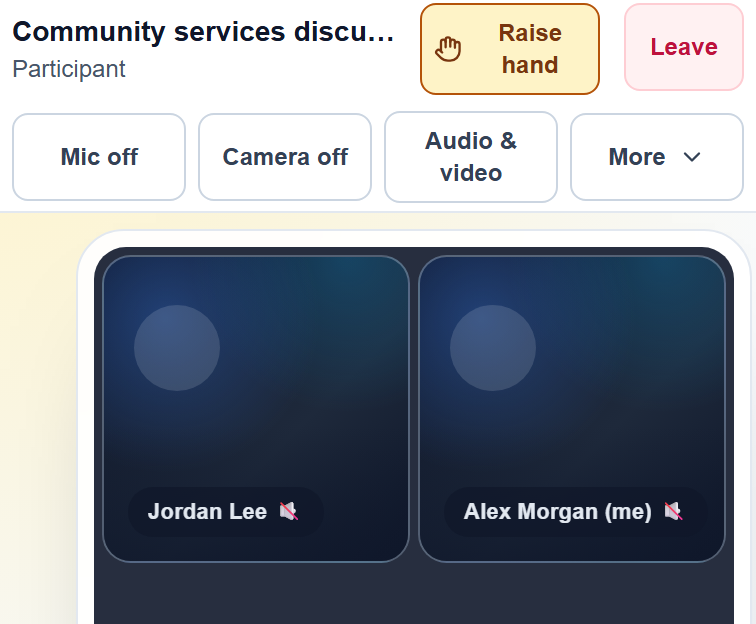 Community services discu...
Participant
Raise
hand
Leave
Mic off
Camera off
Audio &
video
More
Jordan Lee
Alex Morgan (me)